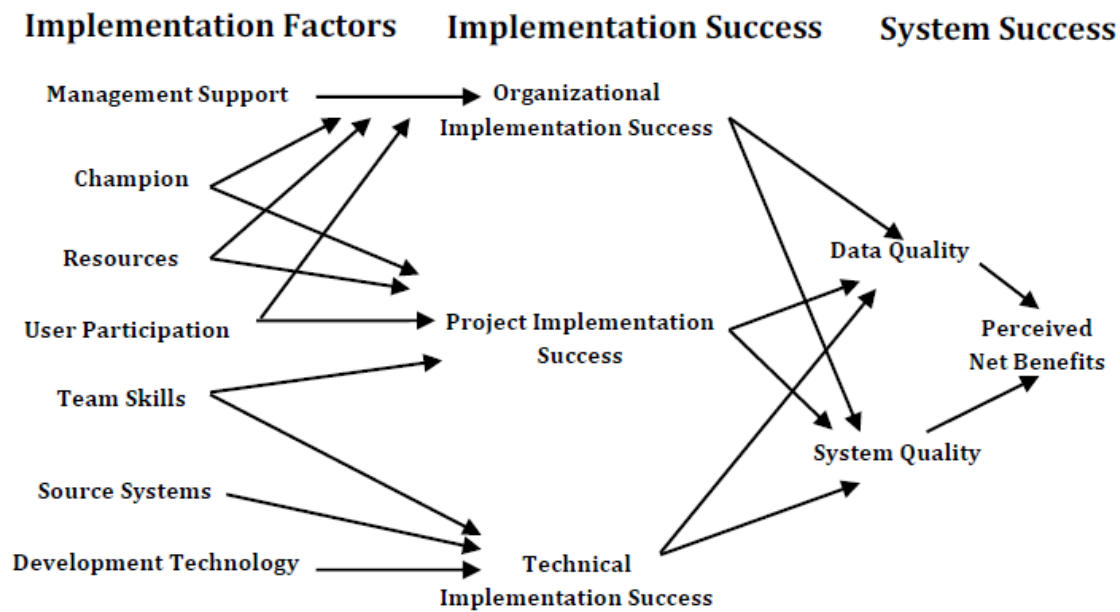 Implementation Factors
Implementation Success
System Success
Management Support
Champion
Resources
User Participation
Team Skills
Source Systems
Development Technology
Organizational
Implementation Success
Project Implementation
Success
Technical
Implementation Success
Data Quality
System Quality
Perceived
Net Benefits